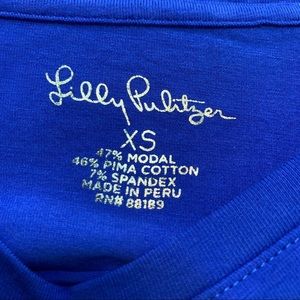 Lilly Pulitzer
XS
47% MODAL
46% PIMA COTTON
7% SPANDEX
MADE IN PERU
RN# 88189